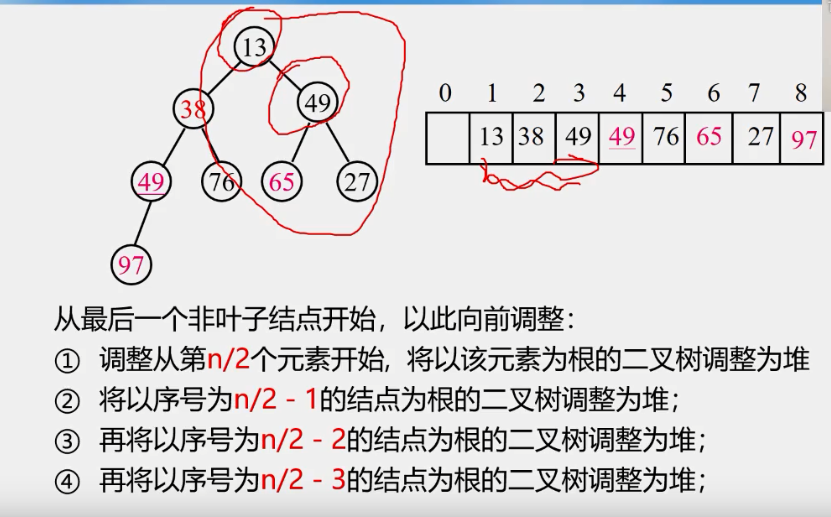 13
38 49
49 76 65 27
97
0 1 2 3 4 5 6 7 8
13 38 49 49 76 65 27 97
从最后一个非叶子结点开始，以此向前调整：
① 调整从第n/2个元素开始, 将以该元素为根的二叉树调整为堆
② 将以序号为n/2 - 1的结点为根的二叉树调整为堆；
③ 再将以序号为n/2 - 2的结点为根的二叉树调整为堆；
④ 再将以序号为n/2 - 3的结点为根的二叉树调整为堆；